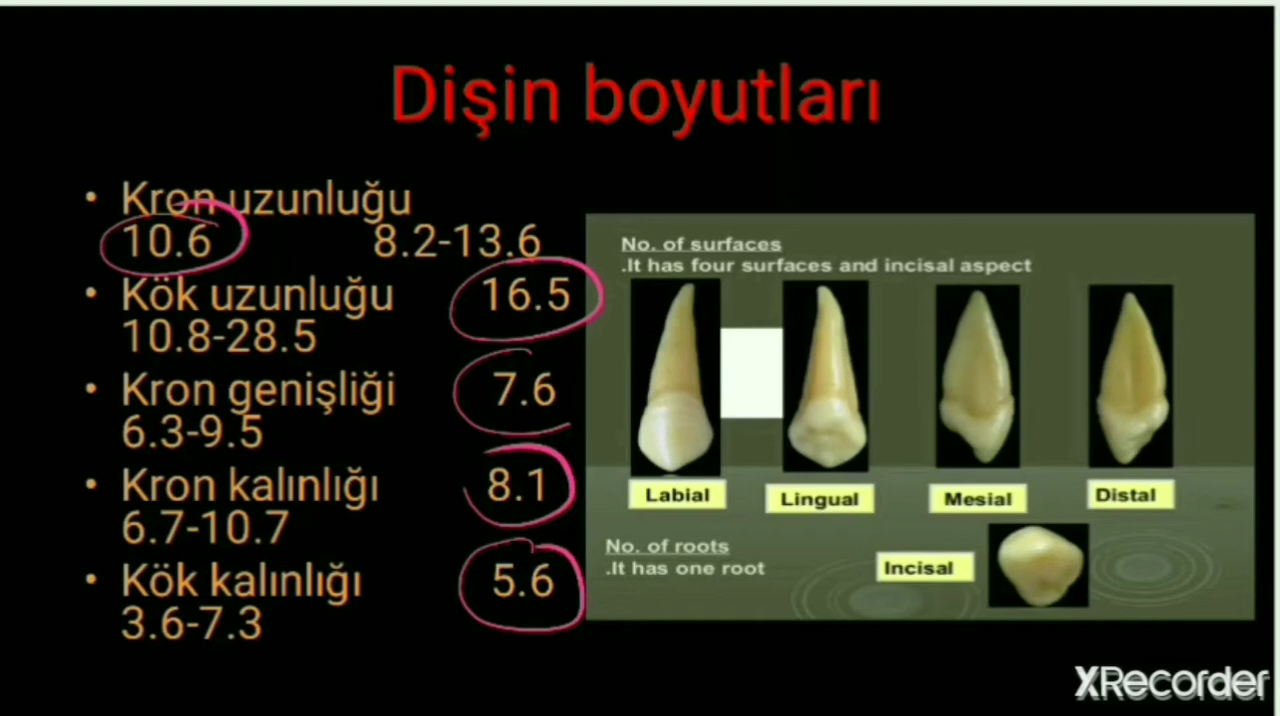 Dişin boyutları
• Kron uzunluğu
10.6 8.2-13.6
• Kök uzunluğu 16.5
10.8-28.5
• Kron genişliği 7.6
6.3-9.5
• Kron kalınlığı 8.1
6.7-10.7
• Kök kalınlığı 5.6
3.6-7.3
No. of surfaces
.It has four surfaces and incisal aspect
Labial Lingual Mesial Distal
No. of roots
.It has one root
Incisal
XRecorder